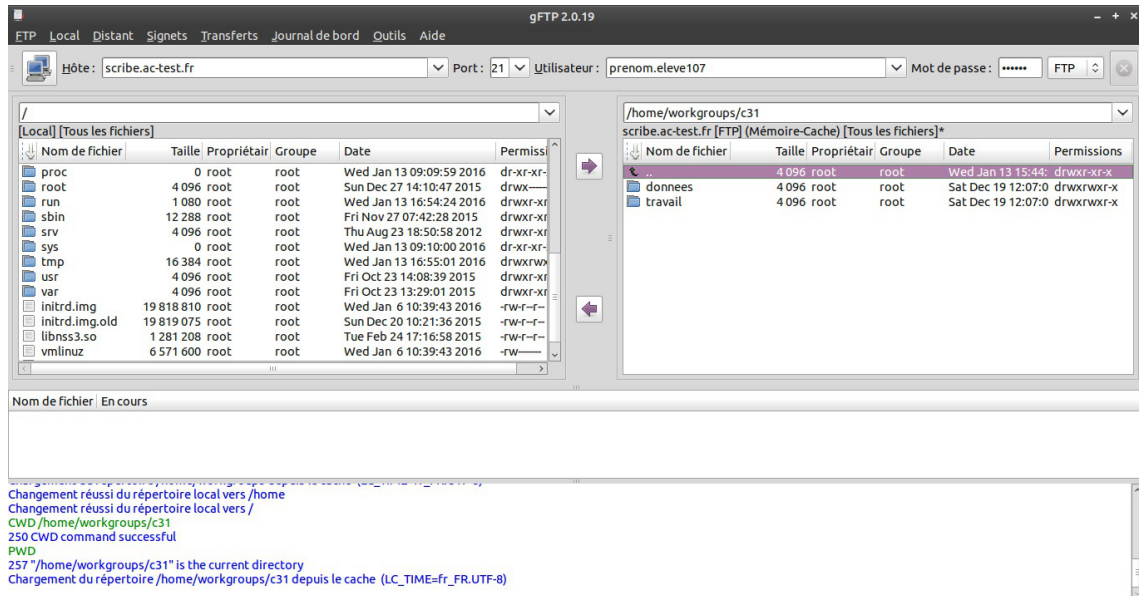 gFTP 2.0.19
FTP Local Distant Signets Transferts Journal de bord Outils Aide
Hôte : scribe.ac-test.fr Port : 21 Utilisateur : prenom.eleve107 Mot de passe : •••••• FTP
/
[Local] [Tous les fichiers]
Nom de fichier Taille Propriétair Groupe Date Permissi
proc 0 root root Wed Jan 13 09:09:59 2016 dr-xr-xr-
root 4 096 root root Sun Dec 27 14:10:47 2015 drwx------
run 1 080 root root Wed Jan 13 16:54:24 2016 drwxr-xr
sbin 12 288 root root Fri Nov 27 07:42:28 2015 drwxr-xr
srv 4 096 root root Thu Aug 23 18:50:58 2012 drwxr-xr
sys 0 root root Wed Jan 13 09:10:00 2016 dr-xr-xr-
tmp 16 384 root root Wed Jan 13 16:55:01 2016 drwxrwx
usr 4 096 root root Fri Oct 23 14:08:39 2015 drwxr-xr
var 4 096 root root Fri Oct 23 13:29:01 2015 drwxr-xr
initrd.img 19 818 810 root root Wed Jan 6 10:39:43 2016 -rw-r--r--
initrd.img.old 19 819 075 root root Sun Dec 20 10:21:36 2015 -rw-r--r--
libnss3.so 1 281 208 root root Tue Feb 24 17:16:58 2015 -rw-r--r--
vmlinuz 6 571 600 root root Wed Jan 6 10:39:43 2016 -rw-------
/home/workgroups/c31
scribe.ac-test.fr [FTP] (Mémoire-Cache) [Tous les fichiers]*
Nom de fichier Taille Propriétair Groupe Date Permissions
.. 4 096 root root Wed Jan 13 15:44: drwxr-xr-x
donnees 4 096 root root Sat Dec 19 12:07:0 drwxrwxr-x
travail 4 096 root root Sat Dec 19 12:07:0 drwxrwxr-x
Nom de fichier En cours
Changement réussi du répertoire local vers /home
Changement réussi du répertoire local vers /
CWD /home/workgroups/c31
250 CWD command successful
PWD
257 "/home/workgroups/c31" is the current directory
Chargement du répertoire /home/workgroups/c31 depuis le cache (LC_TIME=fr_FR.UTF-8)